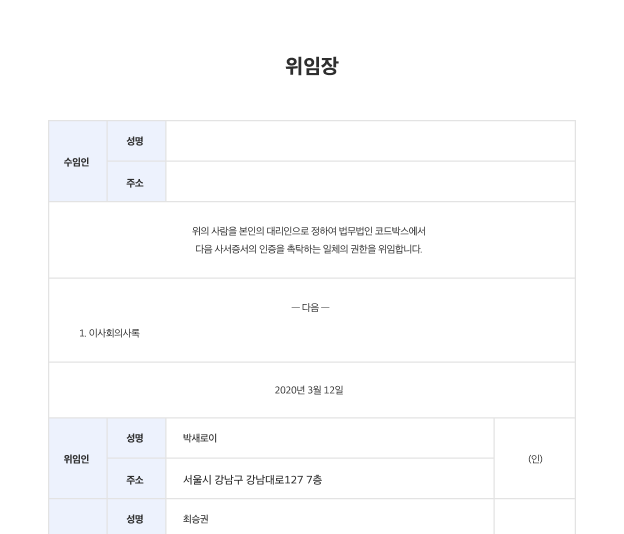 위임장
수임인
성명
주소
위의 사람을 본인의 대리인으로 정하여 법무법인 코드박스에서
다음 사서증서의 인증을 촉탁하는 일체의 권한을 위임합니다.
― 다음 ―
1. 이사회의사록
2020년 3월 12일
위임인
성명
박새로이
(인)
주소
서울시 강남구 강남대로127 7층
성명
최승권